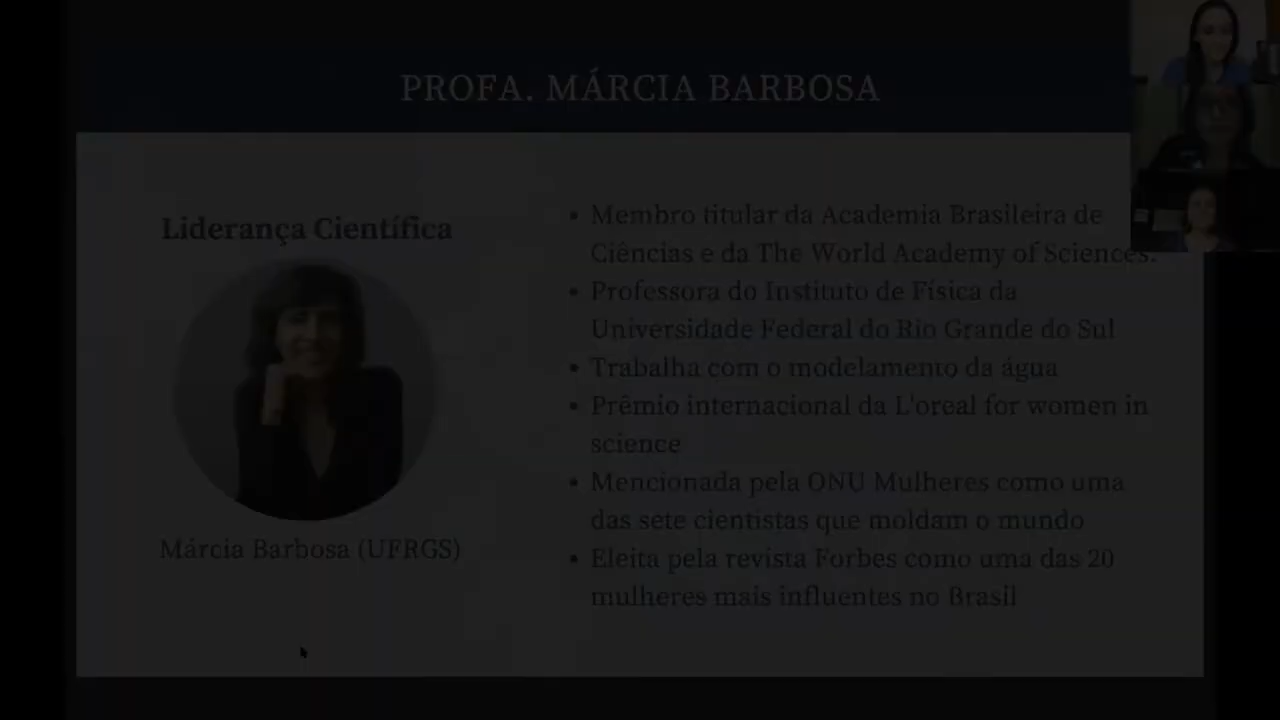 PROFA. MÁRCIA BARBOSA
Liderança Científica
Márcia Barbosa (UFRGS)
• Membro titular da Academia Brasileira de
Ciências e da The World Academy of Sciences.
• Professora do Instituto de Física da
Universidade Federal do Rio Grande do Sul
• Trabalha com o modelamento da água
• Prêmio internacional da L'oreal for women in
science
• Mencionada pela ONU Mulheres como uma
das sete cientistas que moldam o mundo
• Eleita pela revista Forbes como uma das 20
mulheres mais influentes no Brasil